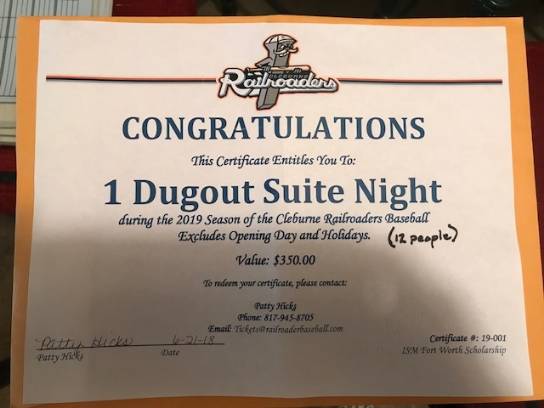 Railroaders
CONGRATULATIONS
This Certificate Entitles You To:
1 Dugout Suite Night
during the 2019 Season of the Cleburne Railroaders Baseball
Excludes Opening Day and Holidays. (12 people)
Value: $350.00
To redeem your certificate, please contact:
Patty Hicks
Phone: 817-945-8705
Email: Tickets@railroaderbaseball.com
Patty Hicks 6-21-18
Patty Hicks Date
Certificate #: 19-001
ISM Fort Worth Scholarship